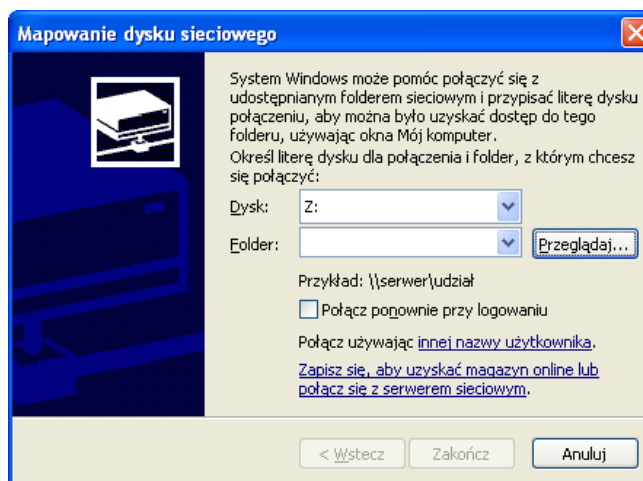 Mapowanie dysku sieciowego
System Windows może pomóc połączyć się z
udostępnianym folderem sieciowym i przypisać literę dysku
połączeniu, aby można było uzyskać dostęp do tego
folderu, używając okna Mój komputer.
Określ literę dysku dla połączenia i folder, z którym chcesz
się połączyć:
Dysk: Z:
Folder: Przeglądaj...
Przykład: \\serwer\udział
Połącz ponownie przy logowaniu
Połącz używając innej nazwy użytkownika.
Zapisz się, aby uzyskać magazyn online lub
połącz się z serwerem sieciowym.
< Wstecz Zakończ Anuluj